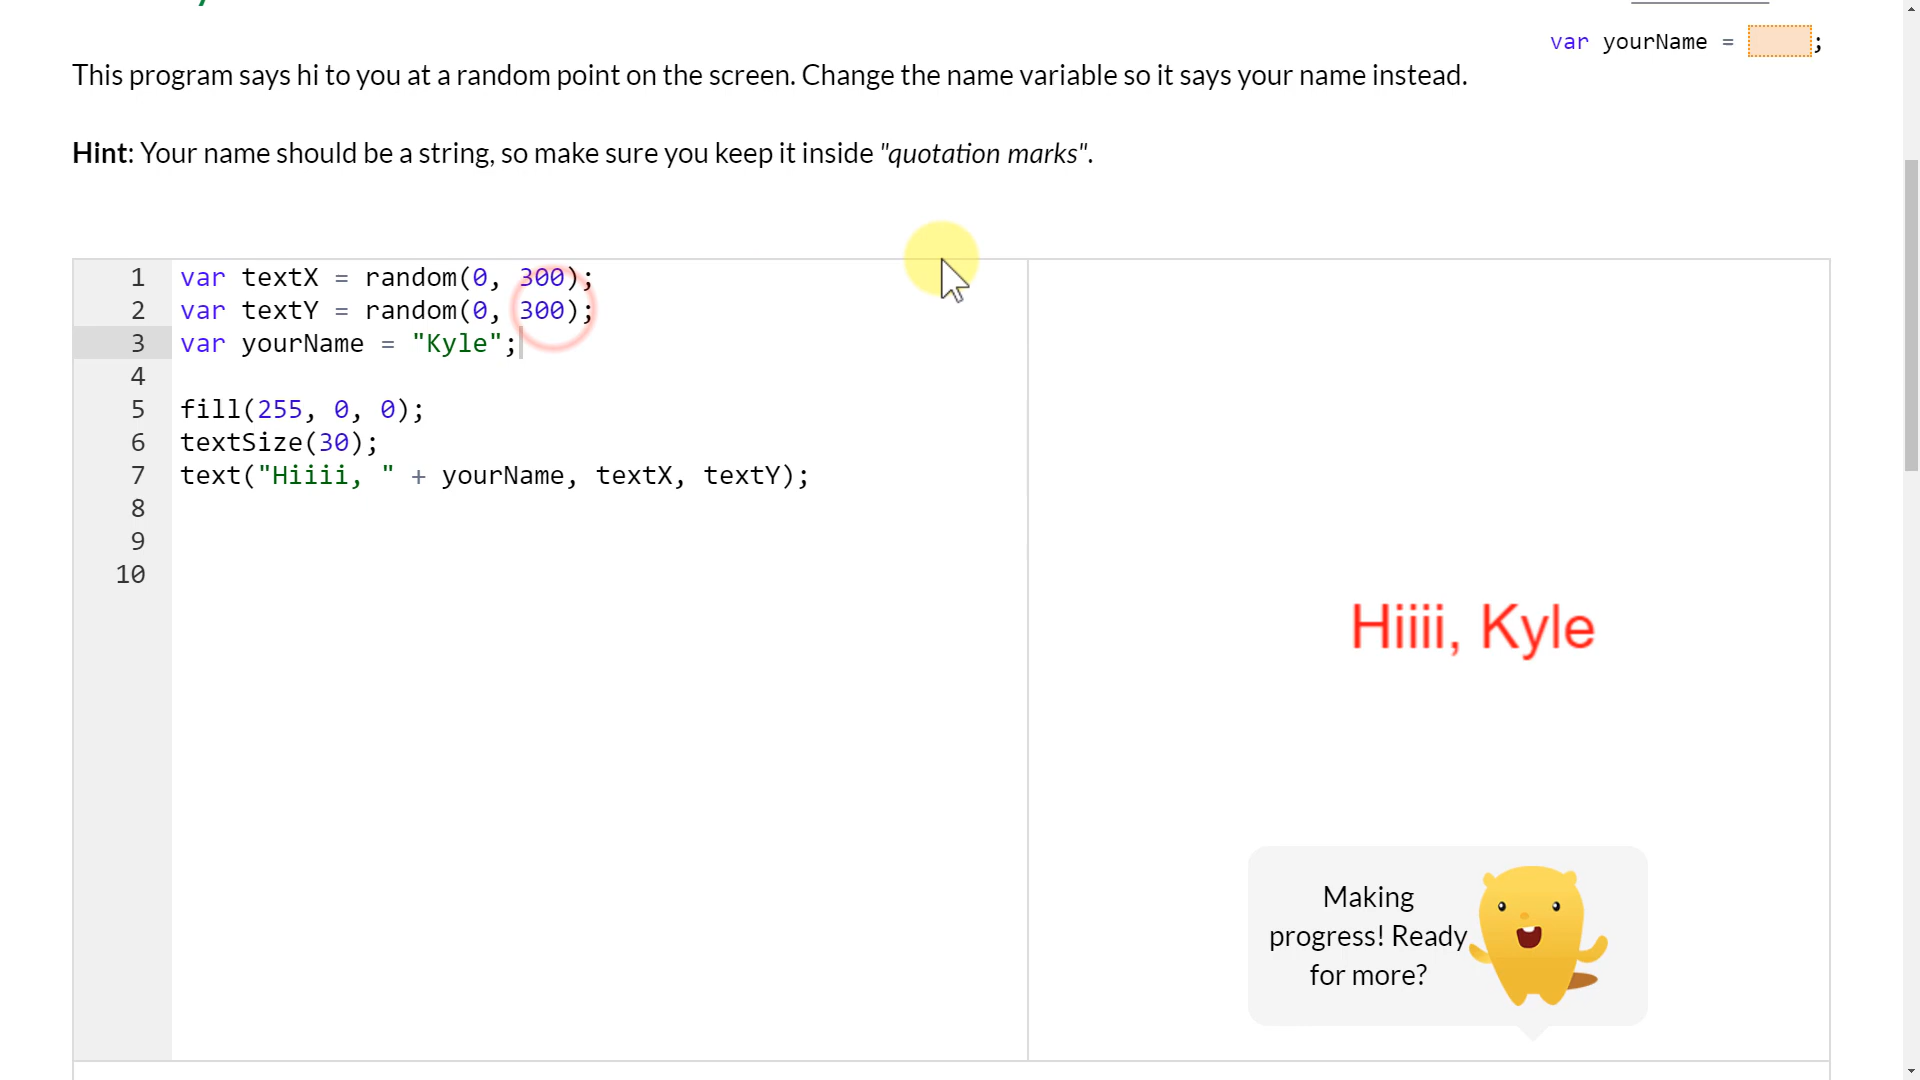 var yourName = ;
This program says hi to you at a random point on the screen. Change the name variable so it says your name instead.
Hint: Your name should be a string, so make sure you keep it inside "quotation marks".
1 var textX = random(0, 300);
2 var textY = random(0, 300);
3 var yourName = "Kyle";
4
5 fill(255, 0, 0);
6 textSize(30);
7 text("Hiiii, " + yourName, textX, textY);
8
9
10
Hiiii, Kyle
Making
progress! Ready
for more?